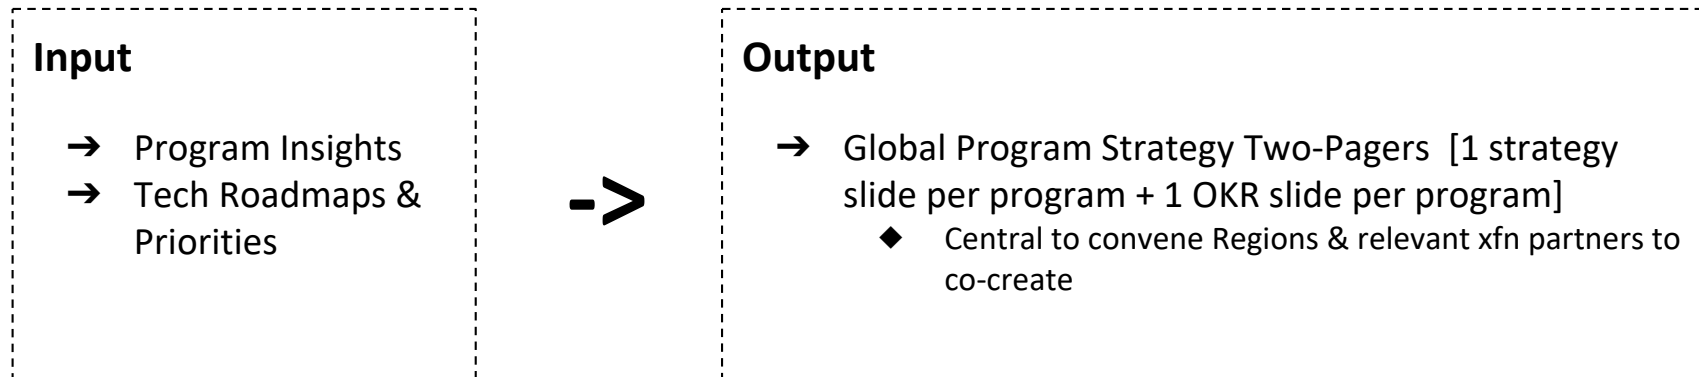 Input
➔ Program Insights
➔ Tech Roadmaps &
Priorities
->
Output
➔ Global Program Strategy Two-Pagers [1 strategy
slide per program + 1 OKR slide per program]
◆ Central to convene Regions & relevant xfn partners to
co-create